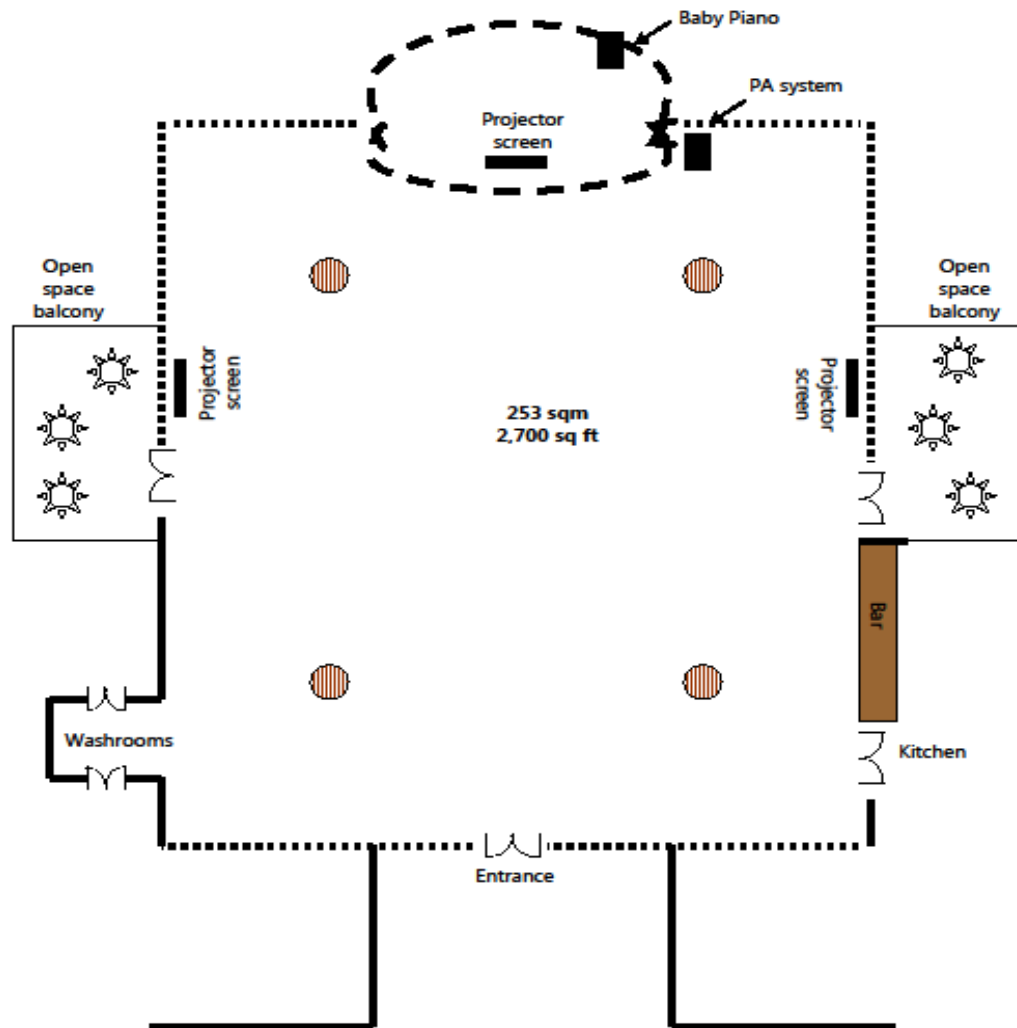 Baby Piano
PA system
Projector
screen
Open
space
balcony
Open
space
balcony
Projector
screen
Projector
screen
253 sqm
2,700 sq ft
Bar
Washrooms
Kitchen
Entrance